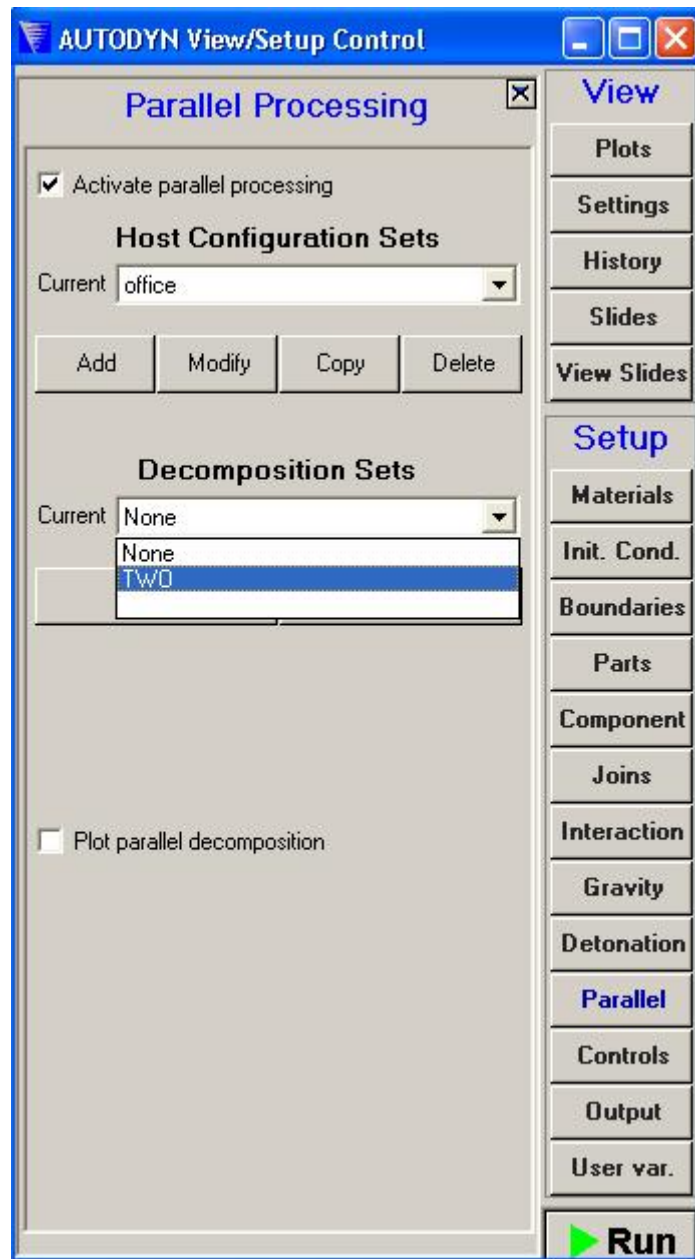 AUTODYN View/Setup Control
Parallel Processing
Activate parallel processing
Host Configuration Sets
Current office
Add Modify Copy Delete
Decomposition Sets
Current None
None
TWO
Plot parallel decomposition
View
Plots
Settings
History
Slides
View Slides
Setup
Materials
Init. Cond.
Boundaries
Parts
Component
Joins
Interaction
Gravity
Detonation
Parallel
Controls
Output
User var.
Run